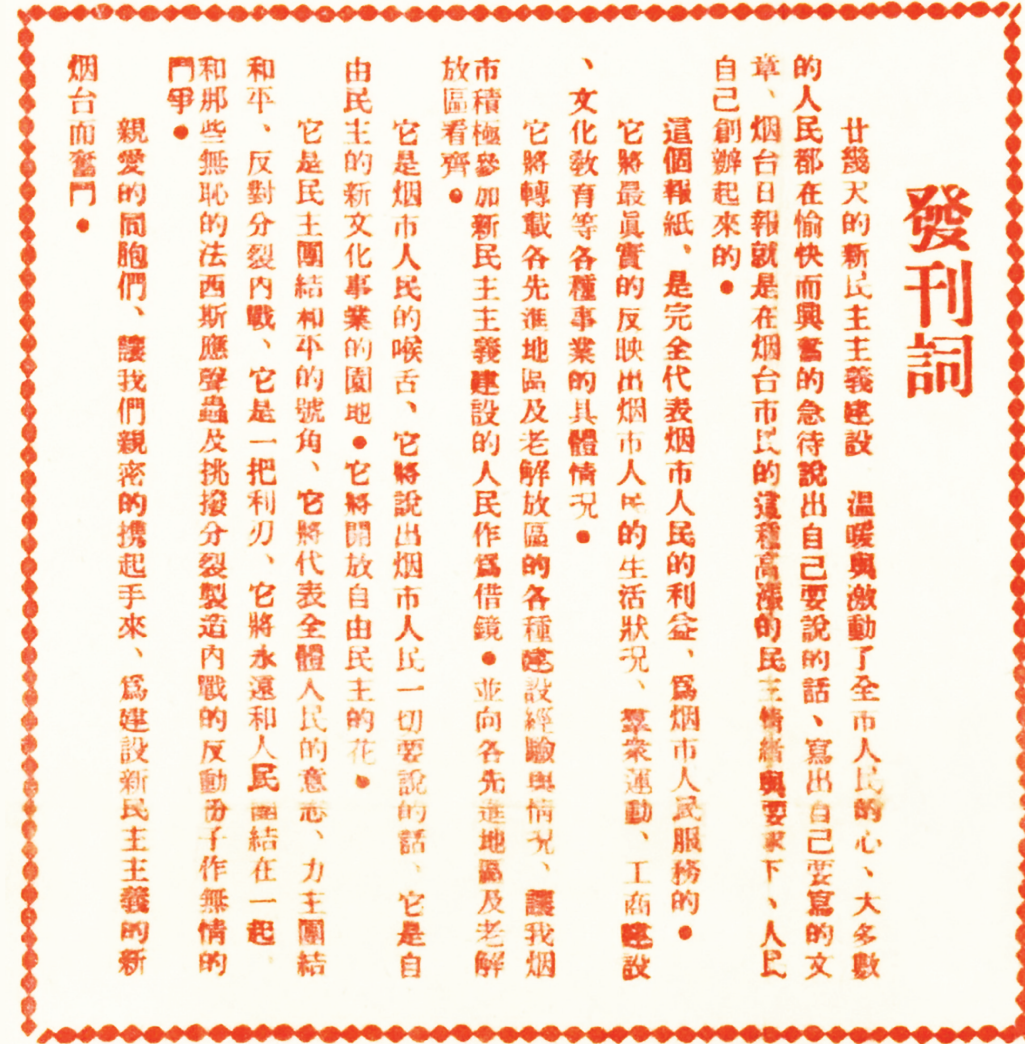 發刊詞
廿幾天的新民主主義建設 温暖與激動了全市人民的心、大多數
的人民都在愉快而興奮的急待說出自己要說的話、寫出自己要寫的文
章、烟台日報就是在烟台市民的這種高漲的民主情緒與要求下、人民
自己創辦起來的●
這個報紙、是完全代表烟市人民的利益、爲烟市人民服務的●
它將最眞實的反映出烟市人民的生活狀況、羣衆運動、工商建設
、文化敎育等各種事業的具體情况●
它將轉載各先進地區及老解放區的各種建設經驗與情况、讓我烟
市積極參加新民主主義建設的人民作爲借鏡●並向各先進地區及老解
放區看齊●
它是烟市人民的喉舌、它將說出烟市人民一切要說的話、它是自
由民主的新文化事業的園地●它將開放自由民主的花●
它是民主團結和平的號角、它將代表全體人民的意志、力主團結
和平、反對分裂內戰、它是一把利刃、它將永遠和人民團結在一起、
和那些無恥的法西斯應聲蟲及挑撥分裂製造內戰的反動份子作無情的
鬥爭●
親愛的同胞們、讓我們親密的携起手來、爲建設新民主主義的新
烟台而奮鬥●